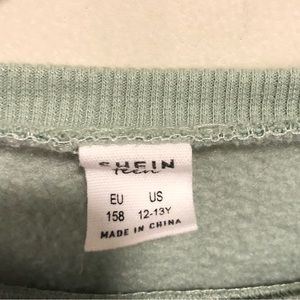 SHEIN
teen
EU US
158 12-13Y
MADE IN CHINA